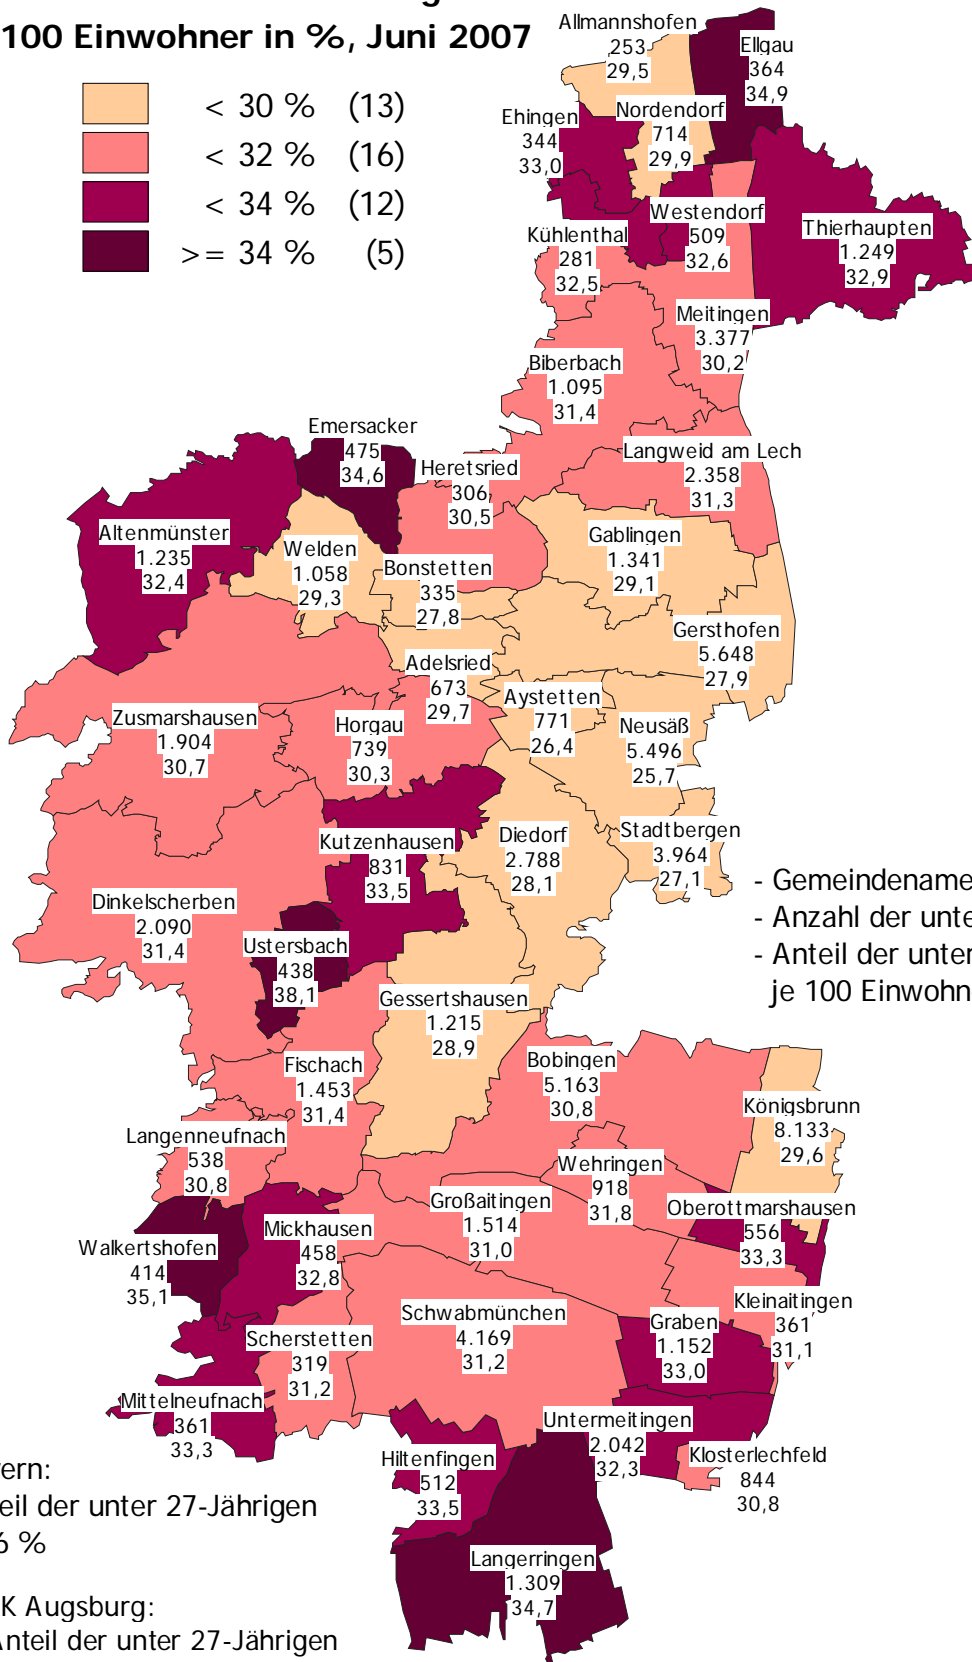 100 Einwohner in %, Juni 2007
< 30 % (13)
< 32 % (16)
< 34 % (12)
>= 34 % (5)
Allmannshofen
253
29,5
Ellgau
364
34,9
Ehingen
344
33,0
Nordendorf
714
29,9
Westendorf
509
32,6
Thierhaupten
1.249
32,9
Kühlenthal
281
32,5
Meitingen
3.377
30,2
Biberbach
1.095
31,4
Emersacker
475
34,6
Heretsried
306
30,5
Langweid am Lech
2.358
31,3
Altenmünster
1.235
32,4
Welden
1.058
29,3
Bonstetten
335
27,8
Gablingen
1.341
29,1
Gersthofen
5.648
27,9
Adelsried
673
29,7
Aystetten
771
26,4
Neusäß
5.496
25,7
Zusmarshausen
1.904
30,7
Horgau
739
30,3
Kutzenhausen
831
33,5
Diedorf
2.788
28,1
Stadtbergen
3.964
27,1
- Gemeindename
- Anzahl der unte
- Anteil der unter
je 100 Einwohn
Dinkelscherben
2.090
31,4
Ustersbach
438
38,1
Gessertshausen
1.215
28,9
Fischach
1.453
31,4
Bobingen
5.163
30,8
Königsbrunn
8.133
29,6
Langenneufnach
538
30,8
Wehringen
918
31,8
Großaitingen
1.514
31,0
Oberottmarshausen
556
33,3
Walkertshofen
414
35,1
Mickhausen
458
32,8
Kleinaitingen
361
31,1
Schwabmünchen
4.169
31,2
Graben
1.152
33,0
Scherstetten
319
31,2
Mittelneufnach
361
33,3
Untermeitingen
2.042
32,3
Klosterlechfeld
844
30,8
Hiltenfingen
512
33,5
Langerringen
1.309
34,7
ern:
eil der unter 27-Jährigen
6 %
K Augsburg:
Anteil der unter 27-Jährigen